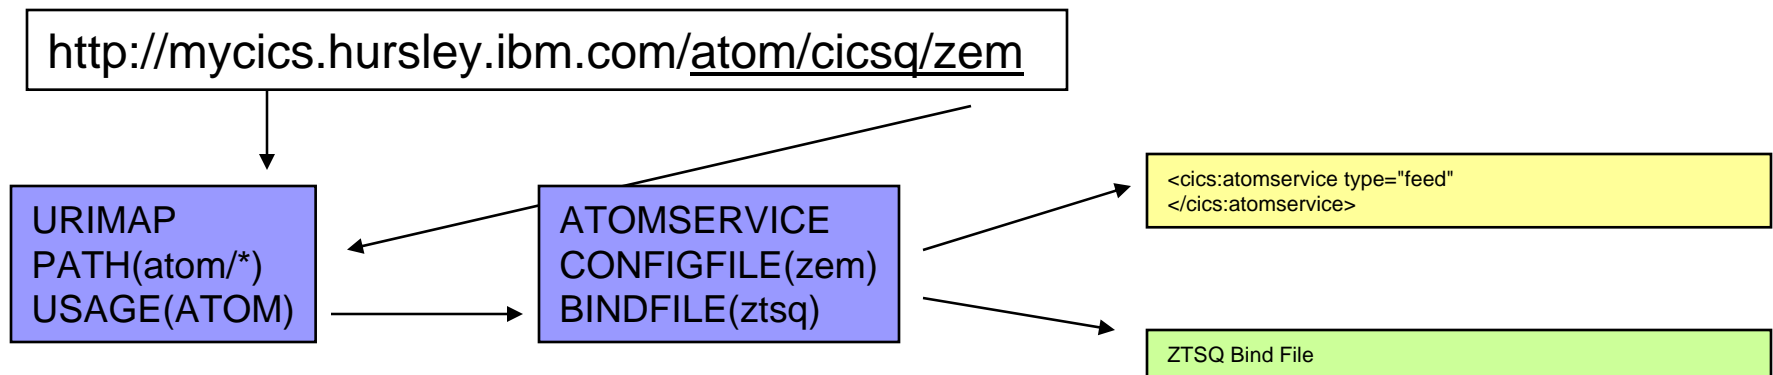 http://mycics.hursley.ibm.com/atom/cicsq/zem
URIMAP
PATH(atom/*)
USAGE(ATOM)
ATOMSERVICE
CONFIGFILE(zem)
BINDFILE(ztsq)
<cics:atomservice type="feed"
</cics:atomservice>
ZTSQ Bind File